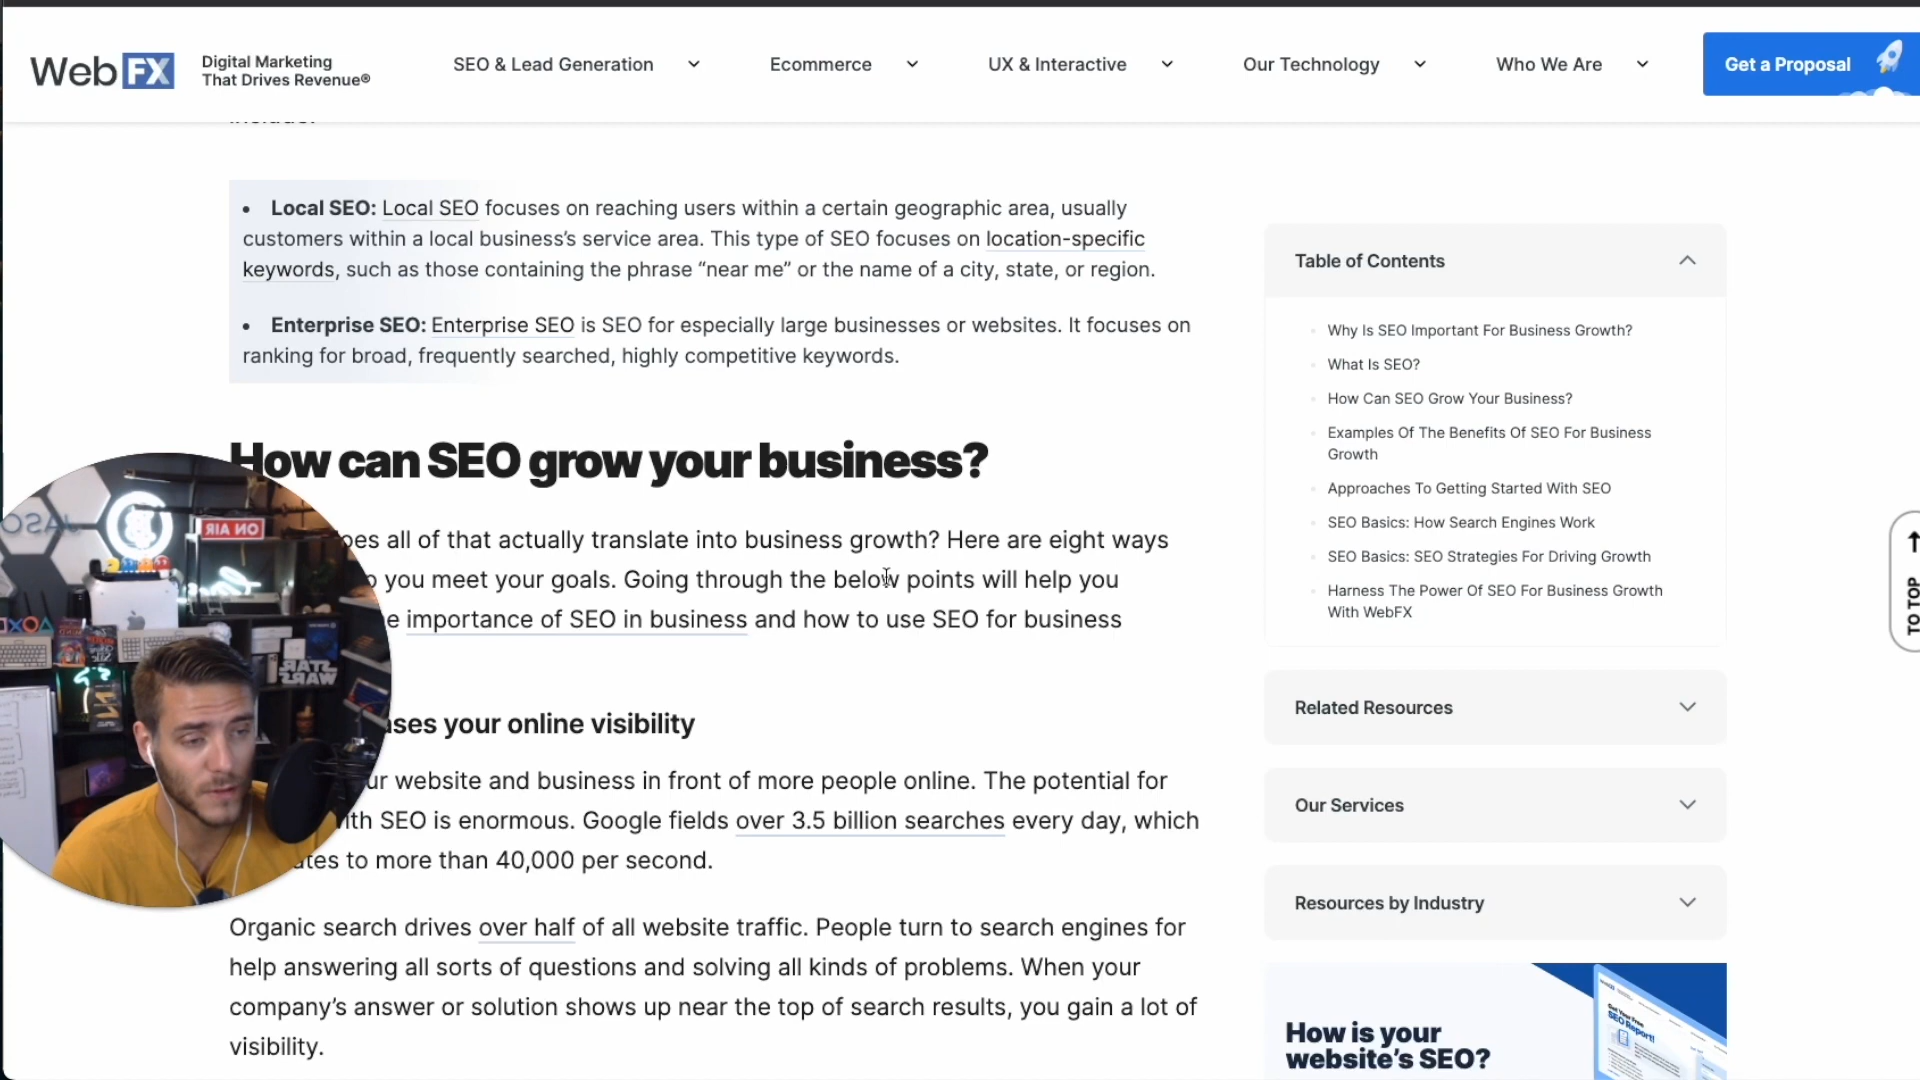 WebFX
Digital Marketing
That Drives Revenue®
SEO & Lead Generation
Ecommerce
UX & Interactive
Our Technology
Who We Are
Get a Proposal
• Local SEO: Local SEO focuses on reaching users within a certain geographic area, usually
customers within a local business’s service area. This type of SEO focuses on location-specific
keywords, such as those containing the phrase “near me” or the name of a city, state, or region.
• Enterprise SEO: Enterprise SEO is SEO for especially large businesses or websites. It focuses on
ranking for broad, frequently searched, highly competitive keywords.
How can SEO grow your business?
all of that actually translate into business growth? Here are eight ways
you meet your goals. Going through the below points will help you
importance of SEO in business and how to use SEO for business
your online visibility
website and business in front of more people online. The potential for
SEO is enormous. Google fields over 3.5 billion searches every day, which
to more than 40,000 per second.
Organic search drives over half of all website traffic. People turn to search engines for
help answering all sorts of questions and solving all kinds of problems. When your
company’s answer or solution shows up near the top of search results, you gain a lot of
visibility.
ON AIR
STAR
WARS
Table of Contents
Why Is SEO Important For Business Growth?
What Is SEO?
How Can SEO Grow Your Business?
Examples Of The Benefits Of SEO For Business
Growth
Approaches To Getting Started With SEO
SEO Basics: How Search Engines Work
SEO Basics: SEO Strategies For Driving Growth
Harness The Power Of SEO For Business Growth
With WebFX
Related Resources
Our Services
Resources by Industry
How is your
website’s SEO?
SEO Report!
TO TOP